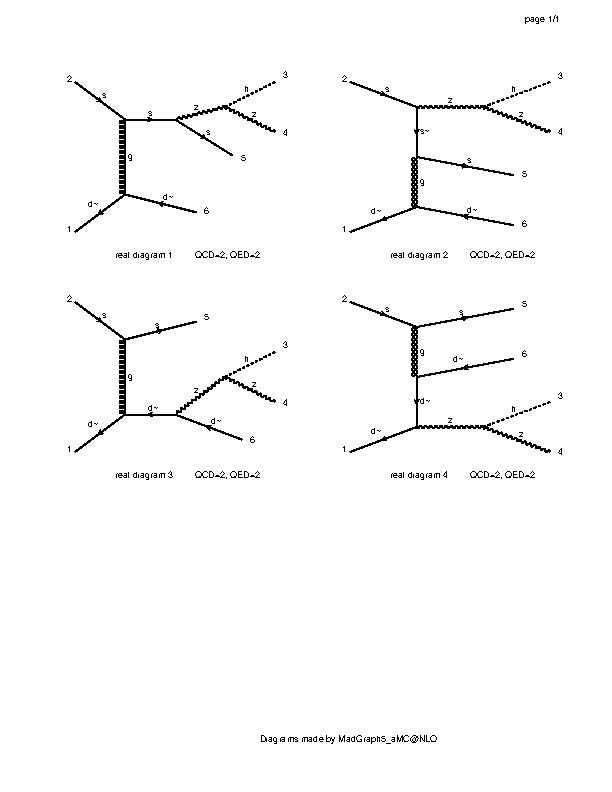 page 1/1
2 s s z h 3
z 4
s 5
g
d~ d~ 6
1
real diagram 1 QCD=2, QED=2
2 s z h 3
z 4
s~
s 5
g
d~ d~ 6
1
real diagram 2 QCD=2, QED=2
2 s s 5
g
h 3
z z 4
d~ d~ d~ 6
1
real diagram 3 QCD=2, QED=2
2 s s 5
g
d~ 6
d~
h 3
d~ z z 4
1
real diagram 4 QCD=2, QED=2
Diagrams made by MadGraph5_aMC@NLO